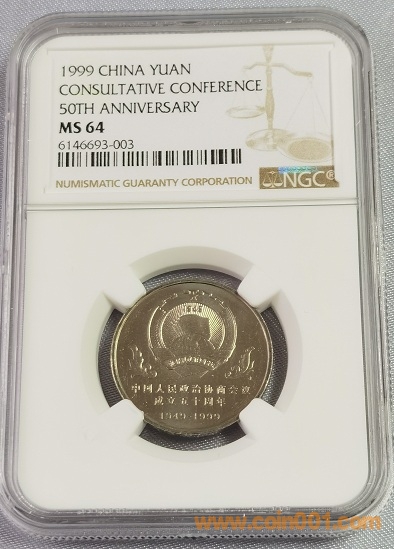 1999 CHINA YUAN
CONSULTATIVE CONFERENCE
50TH ANNIVERSARY
MS 64
6146693-003
NUMISMATIC GUARANTY CORPORATION
NGC®
中国人民政治协商会议
成立五十周年
1949-1999
www.coin001.com